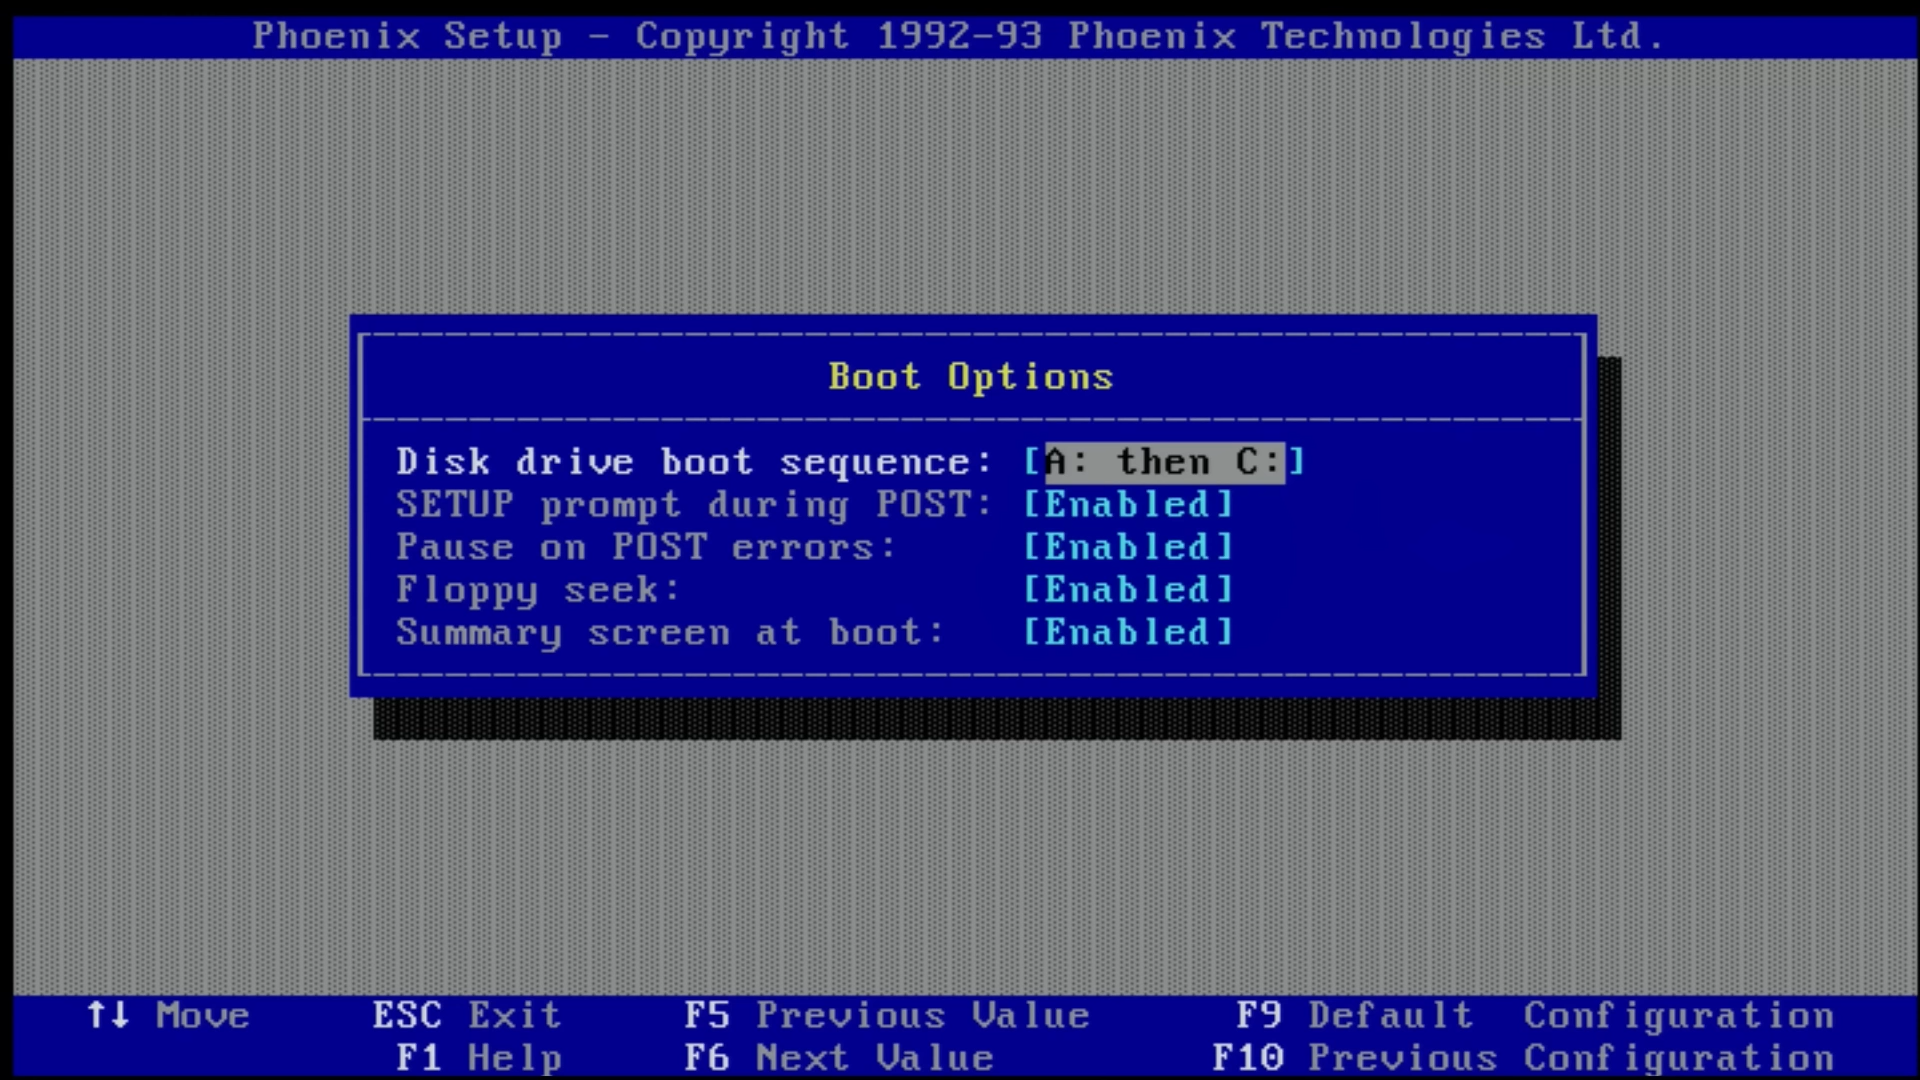 Phoenix Setup - Copyright 1992-93 Phoenix Technologies Ltd.
Boot Options
Disk drive boot sequence: [A: then C:]
SETUP prompt during POST: [Enabled]
Pause on POST errors: [Enabled]
Floppy seek: [Enabled]
Summary screen at boot: [Enabled]
↑↓ Move ESC Exit F5 Previous Value F9 Default Configuration
F1 Help F6 Next Value F10 Previous Configuration